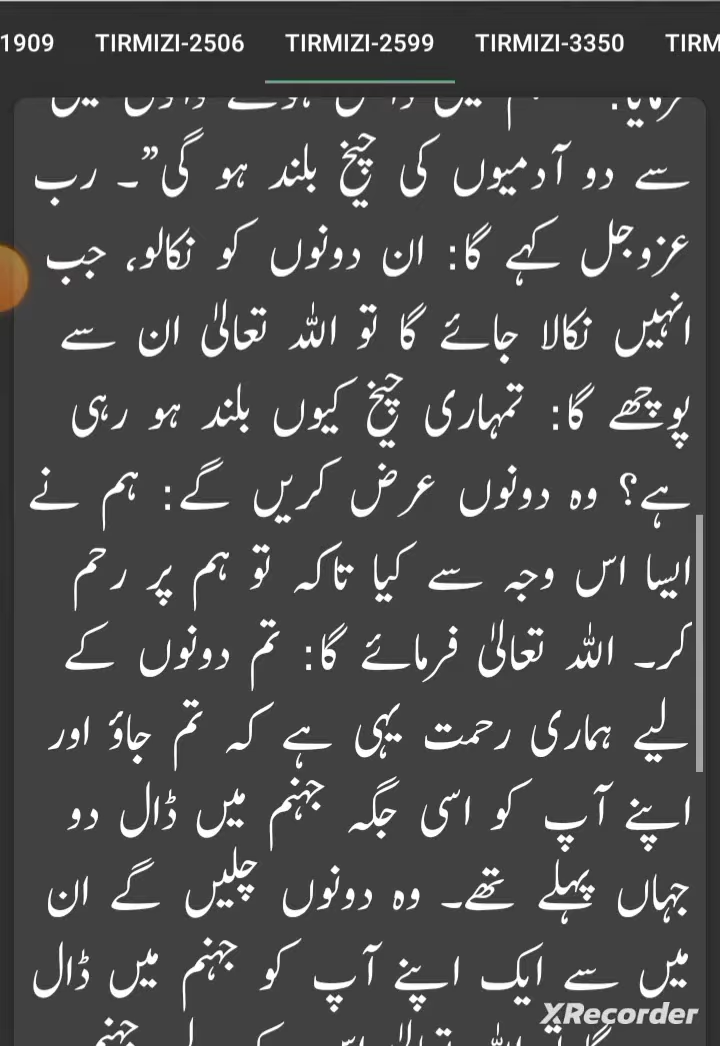 1909 TIRMIZI-2506 TIRMIZI-2599 TIRMIZI-3350 TIRM
سے دو آدمیوں کی چیخ بلند ہو گی”۔ رب
عزوجل کہے گا: ان دونوں کو نکالو، جب
انہیں نکالا جائے گا تو اللہ تعالیٰ ان سے
پوچھے گا: تمہاری چیخ کیوں بلند ہو رہی
ہے؟ وہ دونوں عرض کریں گے: ہم نے
ایسا اس وجہ سے کیا تاکہ تو ہم پر رحم
کر۔ اللہ تعالیٰ فرمائے گا: تم دونوں کے
لیے ہماری رحمت یہی ہے کہ تم جاؤ اور
اپنے آپ کو اسی جگہ جہنم میں ڈال دو
جہاں پہلے تھے۔ وہ دونوں چلیں گے ان
میں سے ایک اپنے آپ کو جہنم میں ڈال
XRecorder